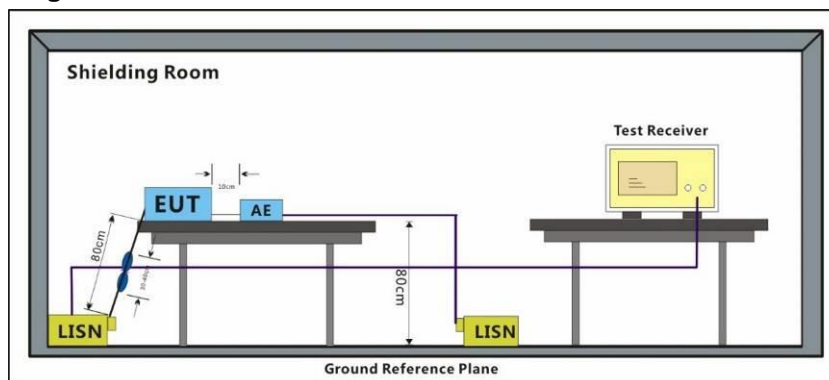 Shielding Room
Test Receiver
10cm
EUT
AE
80cm
80cm
LISN
LISN
Ground Reference Plane